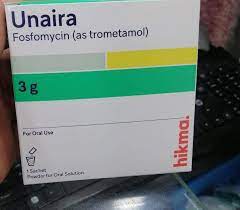 Unaira
Fosfomycin (as trometamol)
3 g
For Oral Use
hikma.
1 Sachet
Powder for Oral Solution